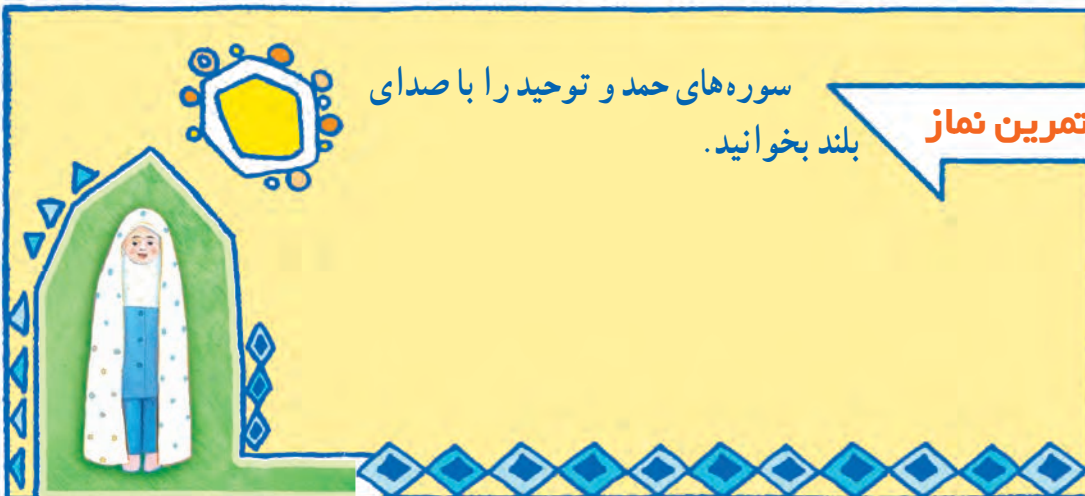 تمرین نماز
سوره‌های حمد و توحید را با صدای
بلند بخوانید.